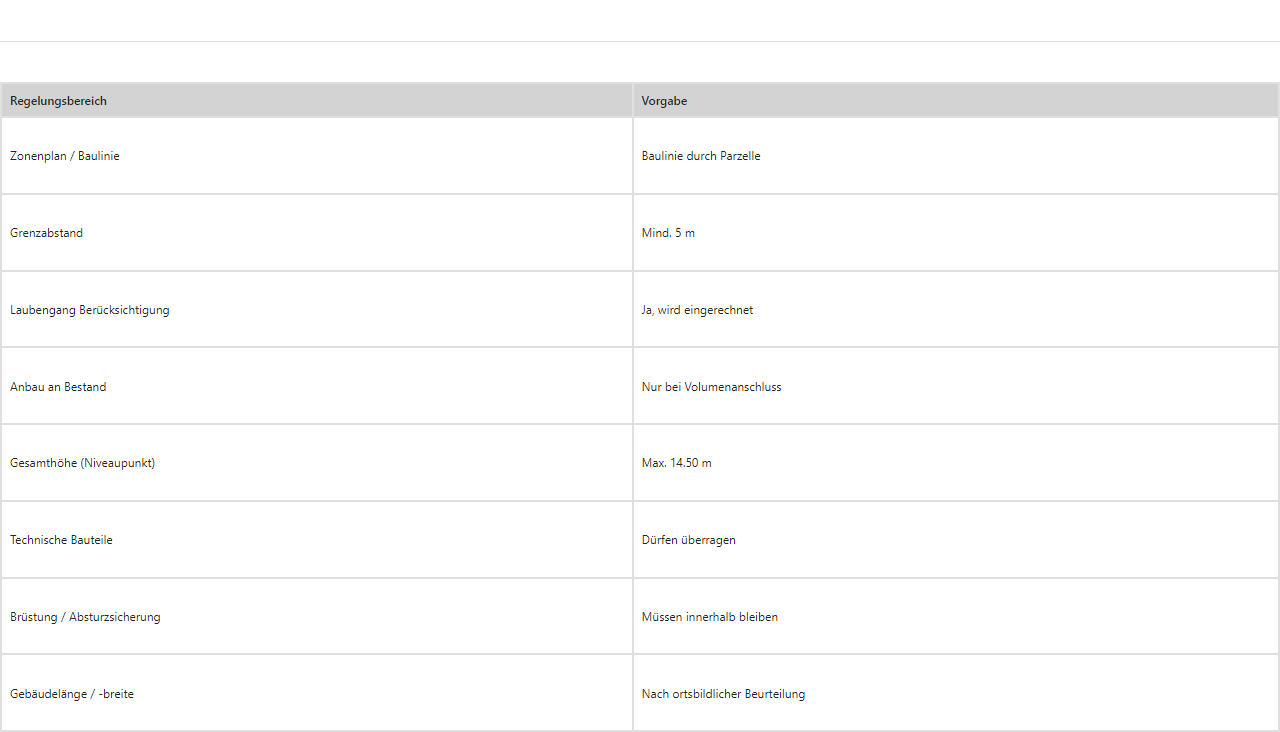 Regelungsbereich Vorgabe
Zonenplan / Baulinie Baulinie durch Parzelle
Grenzabstand Mind. 5 m
Laubengang Berücksichtigung Ja, wird eingerechnet
Anbau an Bestand Nur bei Volumenanschluss
Gesamthöhe (Niveaupunkt) Max. 14.50 m
Technische Bauteile Dürfen überragen
Brüstung / Absturzsicherung Müssen innerhalb bleiben
Gebäudelänge / -breite Nach ortsbildlicher Beurteilung